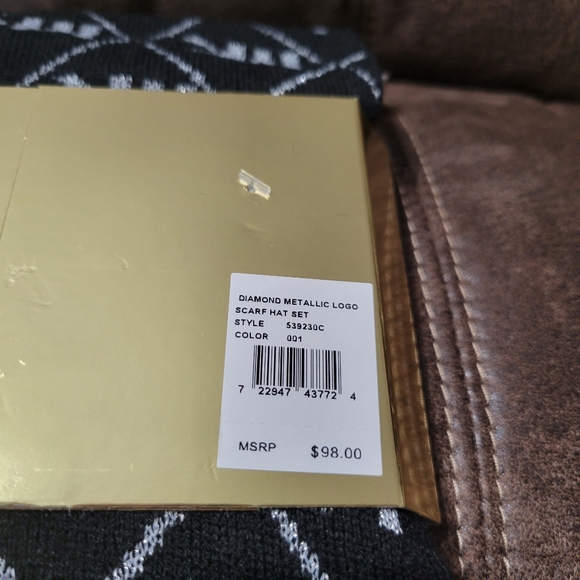 DIAMOND METALLIC LOGO
SCARF HAT SET
STYLE 539230C
COLOR 001
7 22947 43772 4
MSRP $98.00